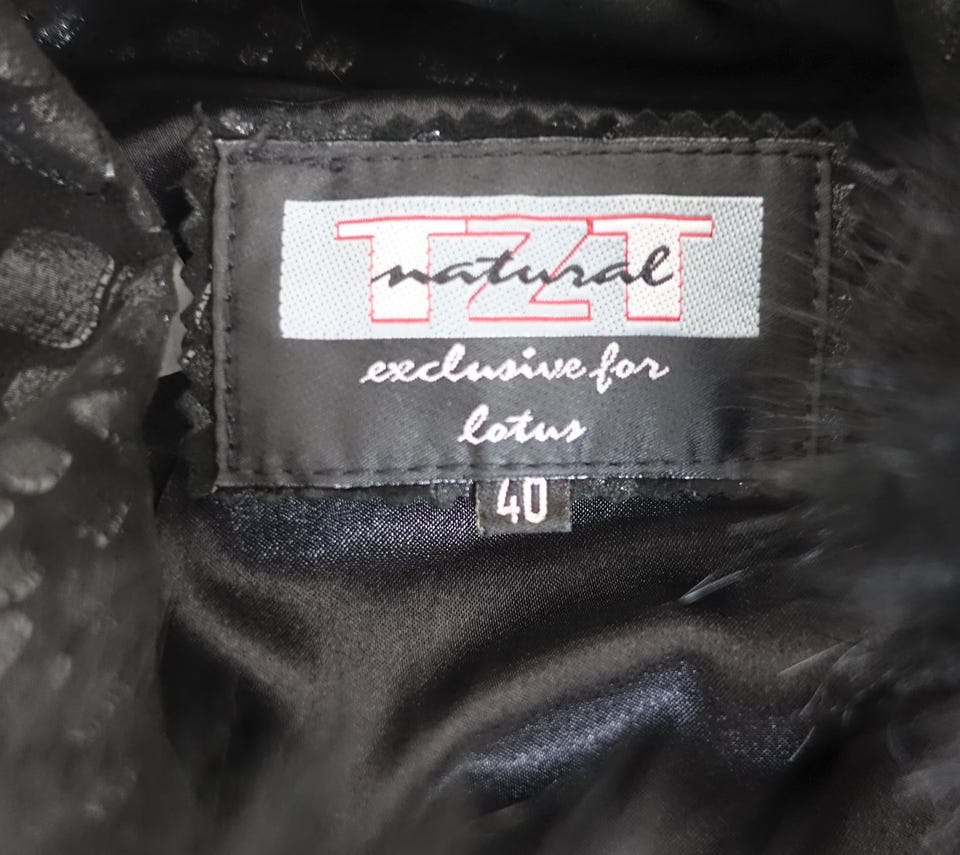 TZT
natural
exclusive for
lotus
40